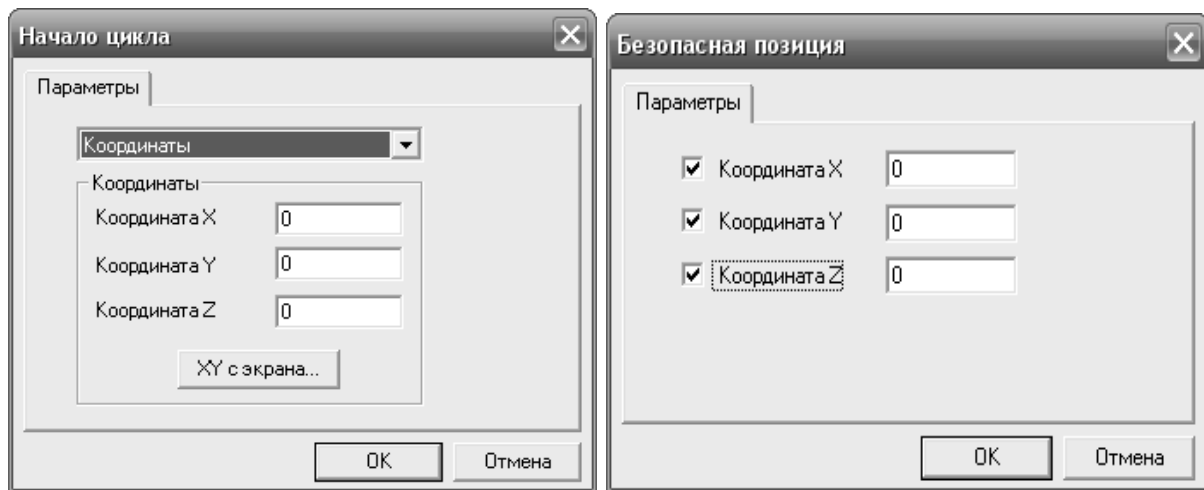 Начало цикла
Параметры
Координаты
Координаты
Координата X
0
Координата Y
0
Координата Z
0
XY с экрана...
OK
Отмена
Безопасная позиция
Параметры
Координата X
0
Координата Y
0
Координата Z
0
OK
Отмена